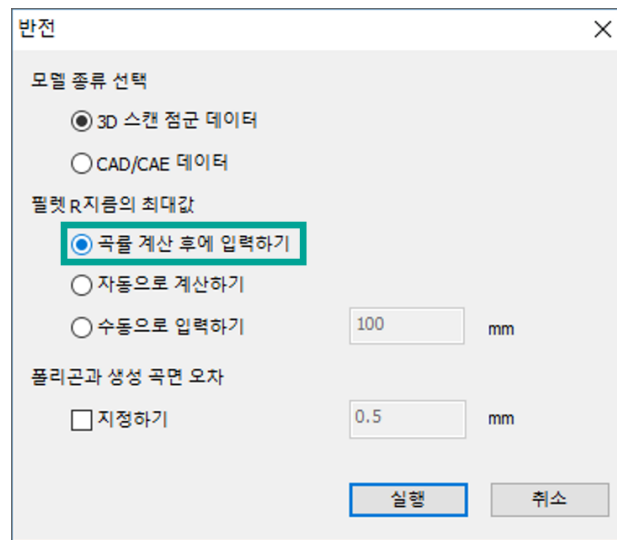 반전
모델 종류 선택
3D 스캔 점군 데이터
CAD/CAE 데이터
필렛R지름의 최대값
곡률 계산 후에 입력하기
자동으로 계산하기
수동으로 입력하기 100 mm
폴리곤과 생성 곡면 오차
지정하기 0.5 mm
실행 취소